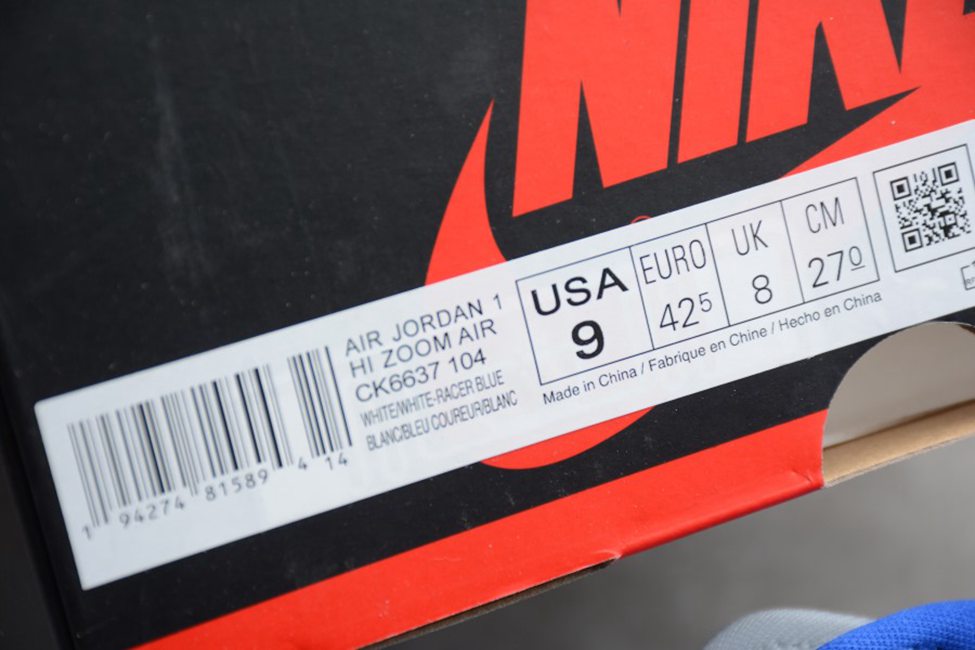 NIKE
AIR JORDAN 1
HI ZOOM AIR
CK6637 104
WHITE/WHITE-RACER BLUE
BLANC/BLEU COUREUR/BLANC
1 94274 81589 4 14
USA
9
EURO
42⁵
UK
8
CM
27⁰
Made in China / Fabrique en Chine / Hecho en China